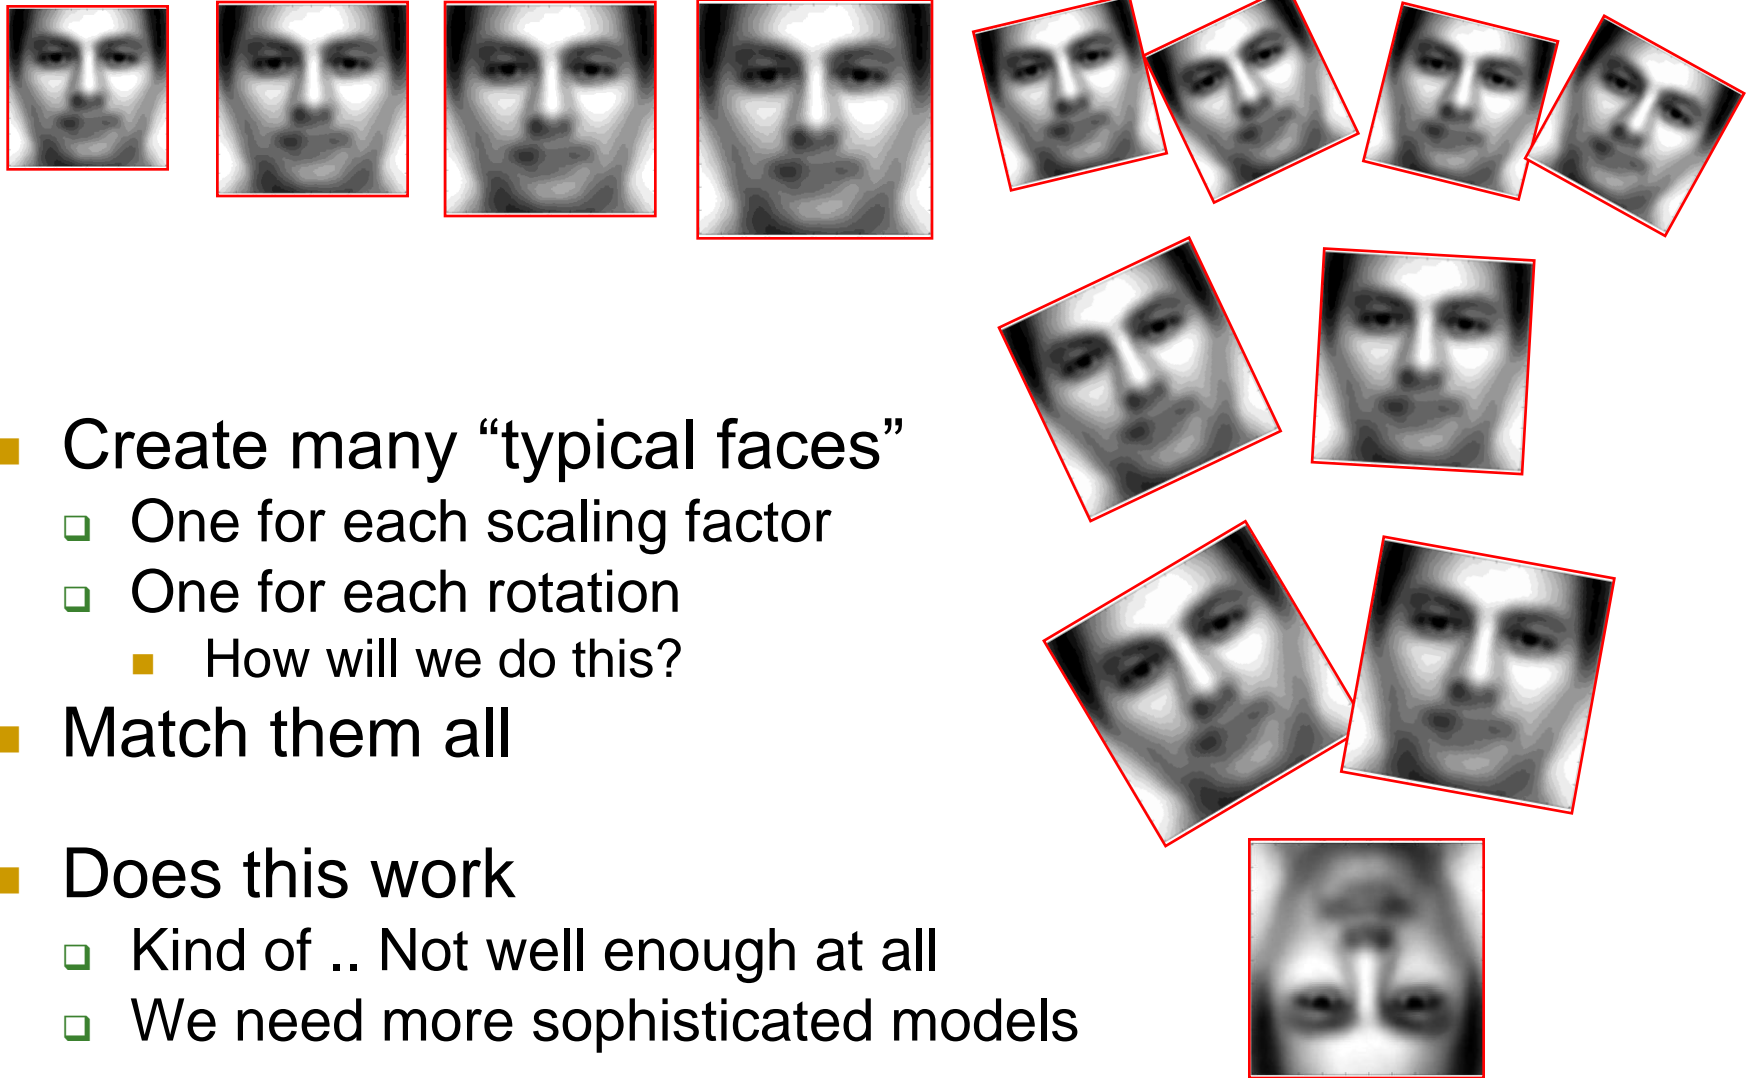 Create many “typical faces”
One for each scaling factor
One for each rotation
How will we do this?
Match them all
Does this work
Kind of .. Not well enough at all
We need more sophisticated models